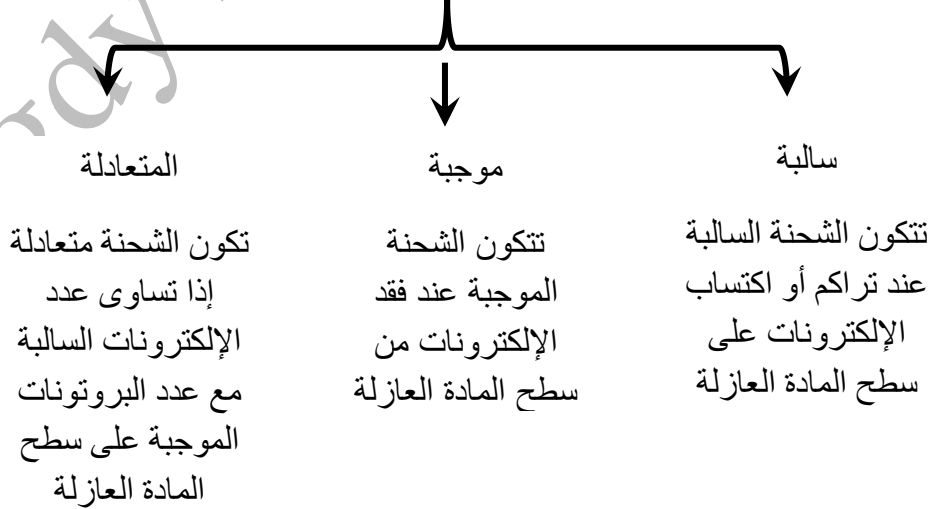 سالبة
تتكون الشحنة السالبة
عند تراكم أو اكتساب
الإلكترونات على
سطح المادة العازلة
موجبة
تتكون الشحنة
الموجبة عند فقد
الإلكترونات من
سطح المادة العازلة
المتعادلة
تكون الشحنة متعادلة
إذا تساوى عدد
الإلكترونات السالبة
مع عدد البروتونات
الموجبة على سطح
المادة العازلة